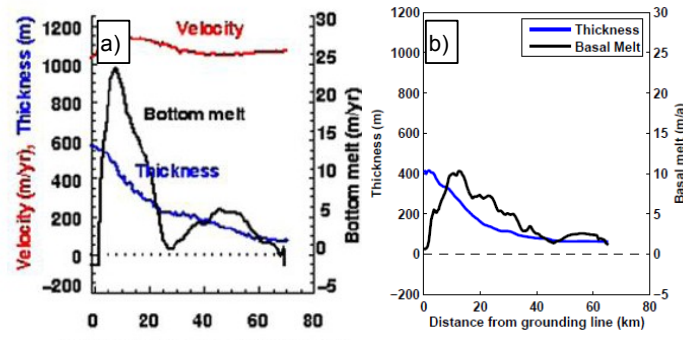 a)
Velocity
Bottom melt
Thickness
Velocity (m/yr), Thickness (m)
1200
1000
800
600
400
200
0
−200
Bottom melt (m/yr)
30
25
20
15
10
5
0
−5
0 20 40 60 80
b)
Thickness
Basal Melt
Thickness (m)
1200
1000
800
600
400
200
0
−200
Basal melt (m/a)
30
25
20
15
10
5
0
−5
0 20 40 60 80
Distance from grounding line (km)